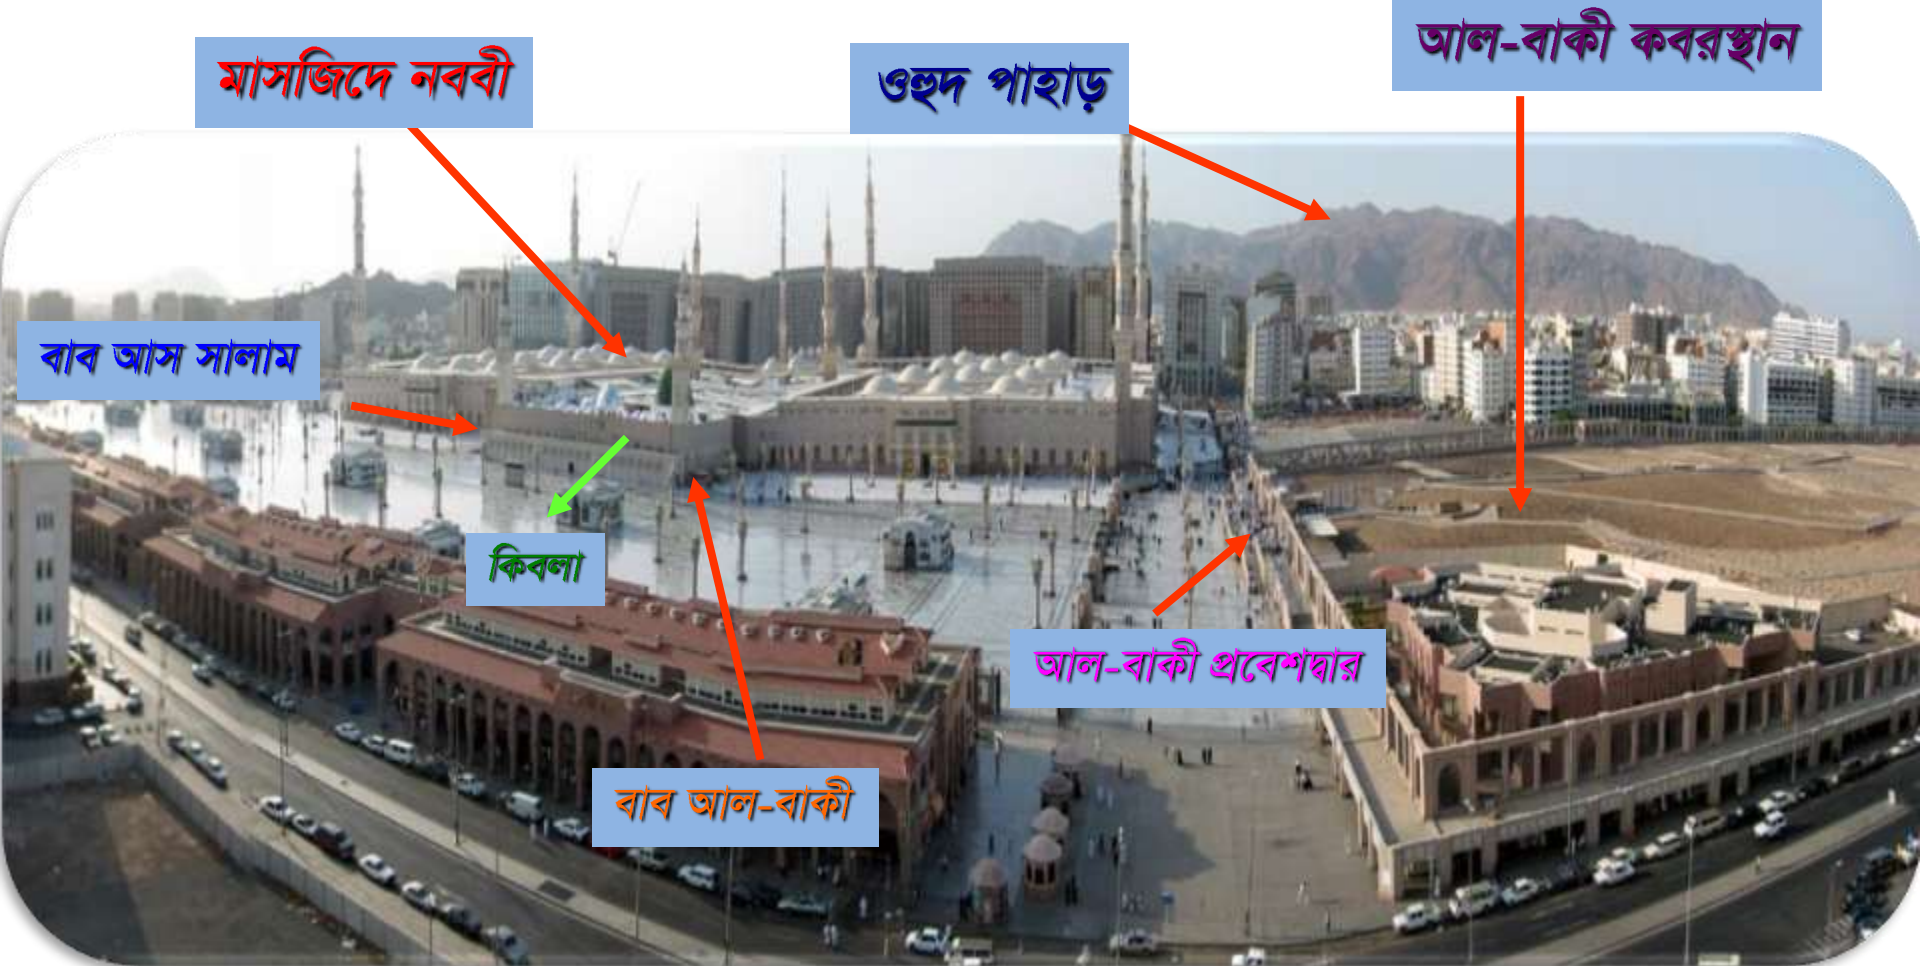 মাসজিদে নববী
ওহুদ পাহাড়
আল-বাকী কবরস্থান
বাব আস সালাম
কিবলা
আল-বাকী প্রবেশদ্বার
বাব আল-বাকী